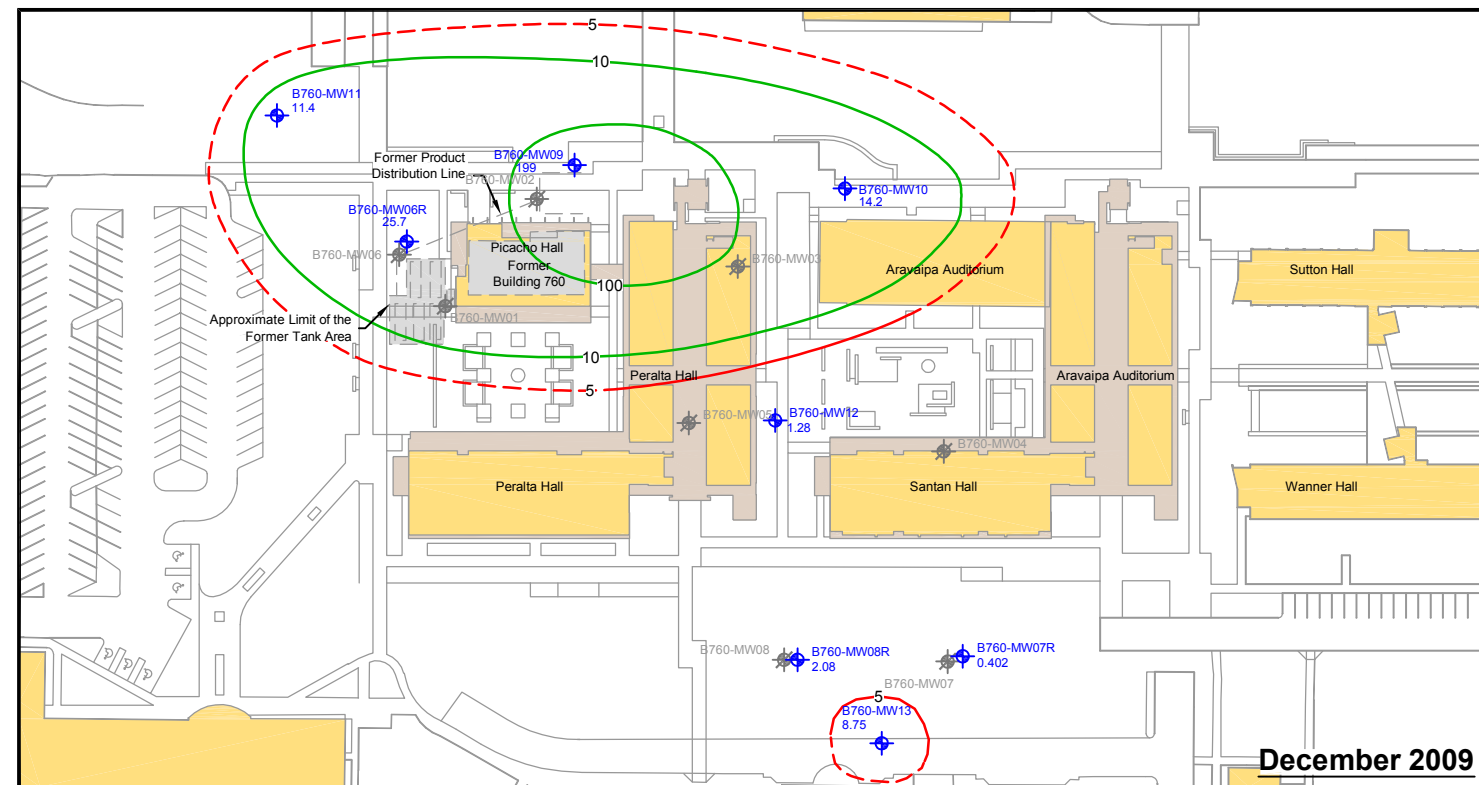 5
10
B760-MW11
11.4
Former Product
Distribution Line
B760-MW09
199
B760-MW02
B760-MW10
14.2
B760-MW06R
25.7
B760-MW06
Picacho Hall
Former
Building 760
B760-MW03
Aravaipa Auditorium
Sutton Hall
100
B760-MW01
Approximate Limit of the
Former Tank Area
10
5
Peralta Hall
Aravaipa Auditorium
B760-MW05
B760-MW12
1.28
B760-MW04
Peralta Hall
Santan Hall
Wanner Hall
B760-MW08
B760-MW08R
2.08
B760-MW07R
0.402
B760-MW07
5
B760-MW13
8.75
December 2009